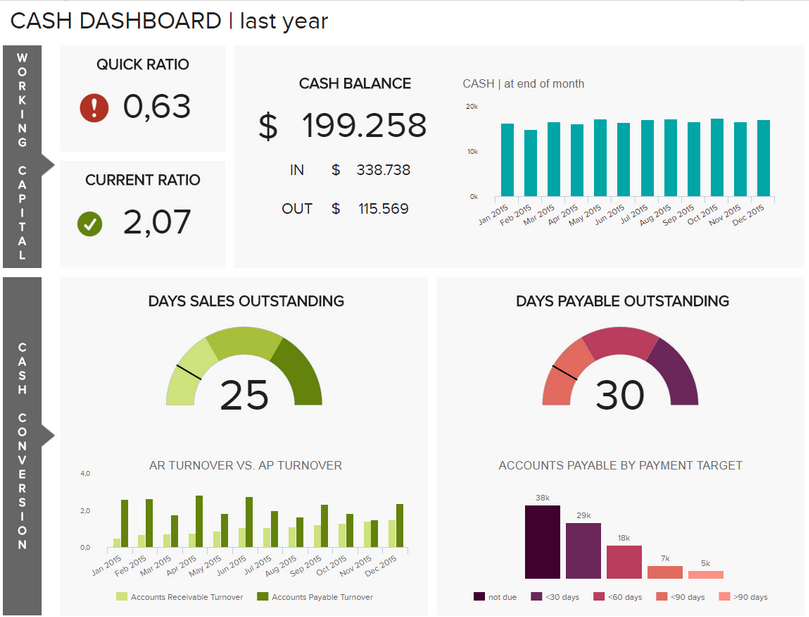 CASH DASHBOARD | last year
WORKING CAPITAL
QUICK RATIO
! 0,63
CURRENT RATIO
2,07
CASH BALANCE
$ 199.258
IN $ 338.738
OUT $ 115.569
CASH | at end of month
20k
10k
0k
Jan 2015 Feb 2015 Mar 2015 Apr 2015 May 2015 Jun 2015 Jul 2015 Aug 2015 Sep 2015 Oct 2015 Nov 2015 Dec 2015
CASH CONVERSION
DAYS SALES OUTSTANDING
25
AR TURNOVER VS. AP TURNOVER
4,0
2,0
0,0
Jan 2015 Feb 2015 Mar 2015 Apr 2015 May 2015 Jun 2015 Jul 2015 Aug 2015 Sep 2015 Oct 2015 Nov 2015 Dec 2015
Accounts Receivable Turnover Accounts Payable Turnover
DAYS PAYABLE OUTSTANDING
30
ACCOUNTS PAYABLE BY PAYMENT TARGET
38k
29k
18k
7k
5k
not due <30 days <60 days <90 days >90 days